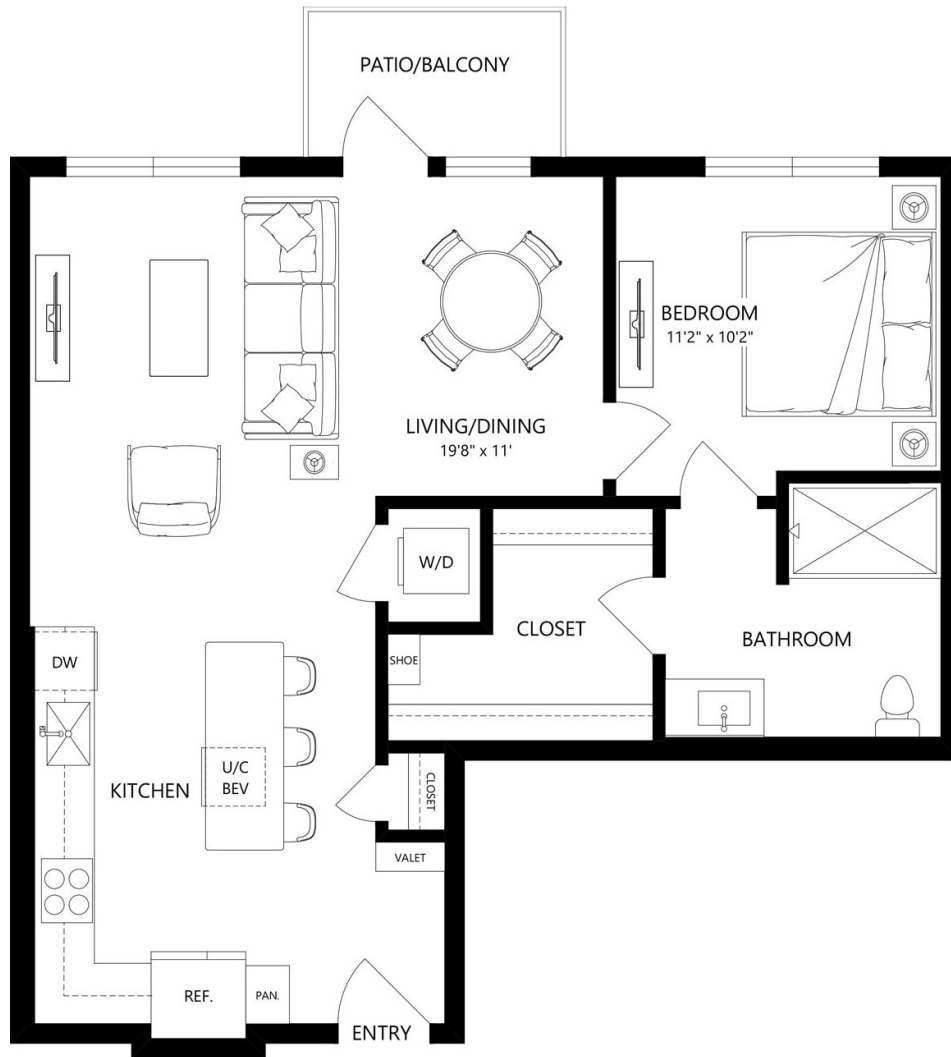 PATIO/BALCONY
BEDROOM
11'2" x 10'2"
LIVING/DINING
19'8" x 11'
W/D
CLOSET
BATHROOM
SHOE
DW
U/C
BEV
KITCHEN
CLOSET
VALET
REF.
PAN.
ENTRY